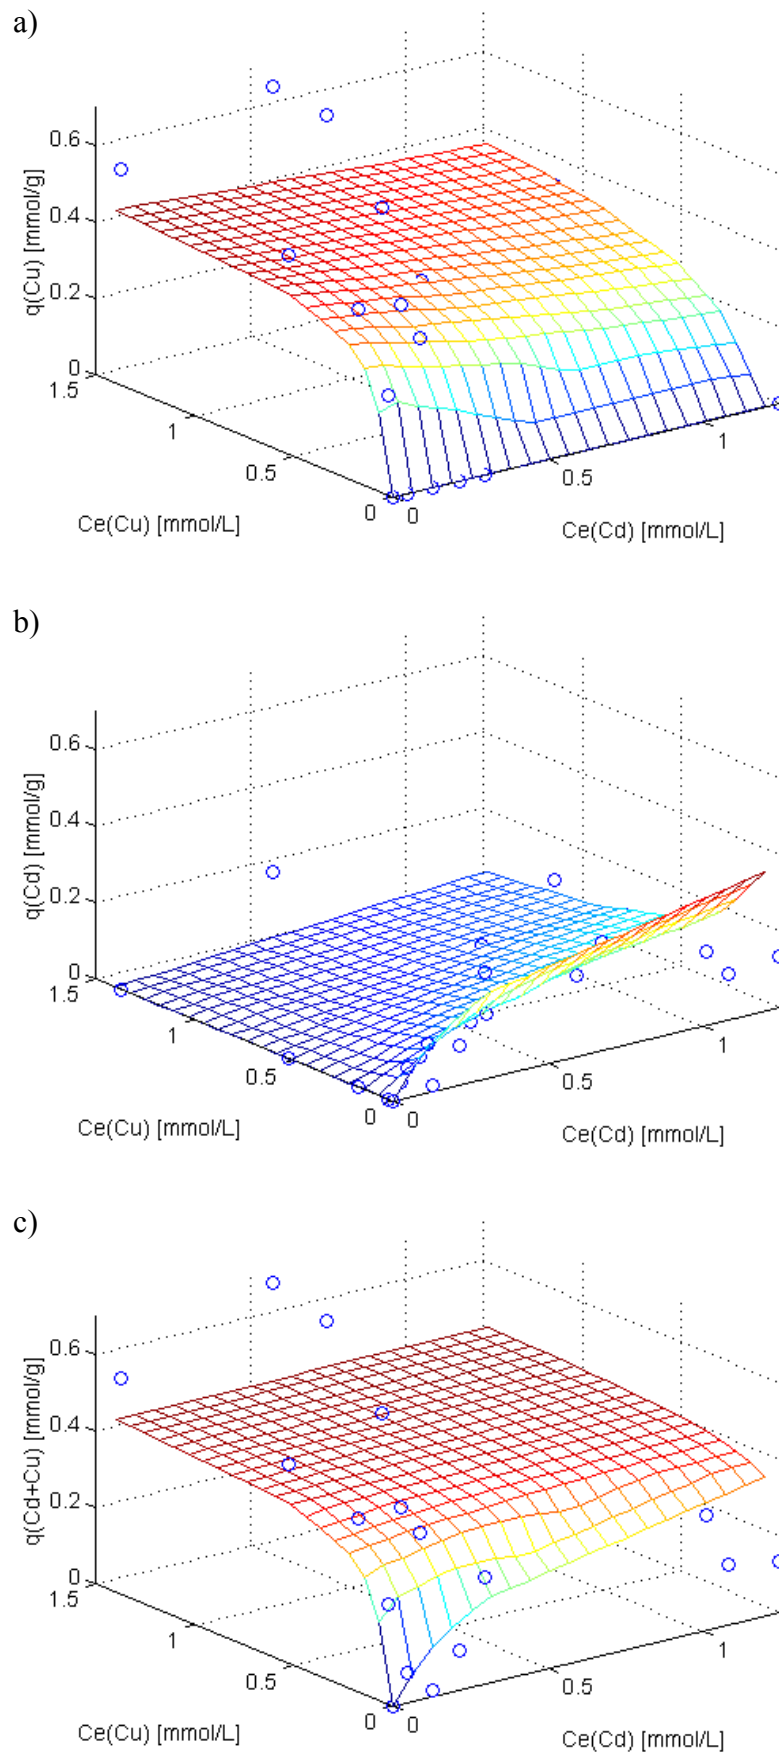 a)
0.6
0.4
0.2
0
q(Cu) [mmol/g]
1.5
1
0.5
0
Ce(Cu) [mmol/L]
0
0.5
1
Ce(Cd) [mmol/L]
b)
0.6
0.4
0.2
0
q(Cd) [mmol/g]
1.5
1
0.5
0
Ce(Cu) [mmol/L]
0
0.5
1
Ce(Cd) [mmol/L]
c)
0.6
0.4
0.2
0
q(Cd+Cu) [mmol/g]
1.5
1
0.5
0
Ce(Cu) [mmol/L]
0
0.5
1
Ce(Cd) [mmol/L]